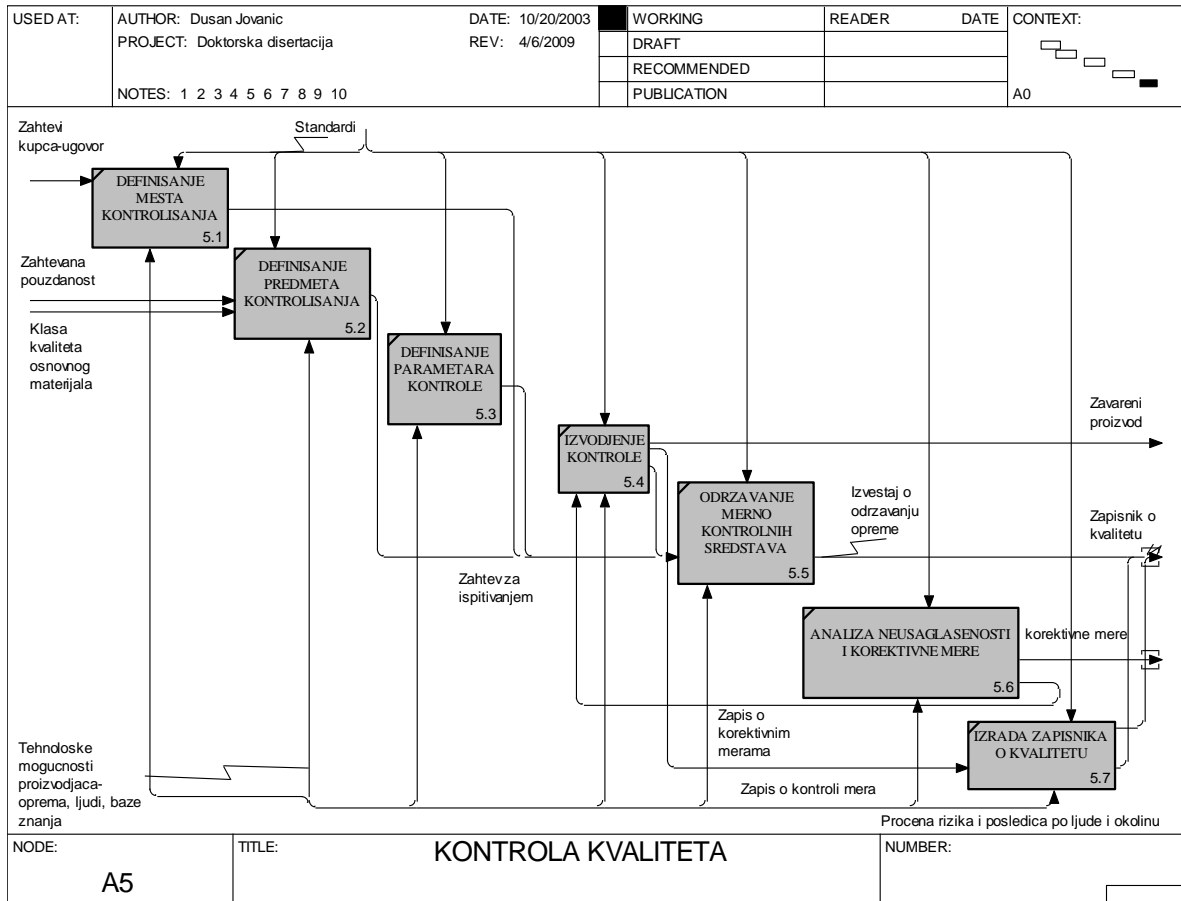 USED AT:
AUTHOR: Dusan Jovanic
DATE: 10/20/2003
PROJECT: Doktorska disertacija
REV: 4/6/2009
NOTES: 1 2 3 4 5 6 7 8 9 10
WORKING
DRAFT
RECOMMENDED
PUBLICATION
READER
DATE
CONTEXT:
A0
Zahtevi
kupca-ugovor
Standardi
DEFINISANJE
MESTA
KONTROLISANJA
5.1
Zahtevana
pouzdanost
DEFINISANJE
PREDMETA
KONTROLISANJA
5.2
Klasa
kvaliteta
osnovnog
materijala
DEFINISANJE
PARAMETARA
KONTROLE
5.3
Zavareni
proizvod
IZVODJENJE
KONTROLE
5.4
ODRZAVANJE
MERNO
KONTROLNIH
SREDSTAVA
5.5
Izvestaj o
odrzavanju
opreme
Zapisnik o
kvalitetu
Zahtev za
ispitivanjem
ANALIZA NEUSAGLASENOSTI
I KOREKTIVNE MERE
5.6
korektivne mere
Zapis o
korektivnim
merama
IZRADA ZAPISNIKA
O KVALITETU
5.7
Tehnoloske
mogucnosti
proizvodjaca-
oprema, ljudi, baze
znanja
Zapis o kontroli mera
Procena rizika i posledica po ljude i okolinu
NODE:
A5
TITLE:
KONTROLA KVALITETA
NUMBER: